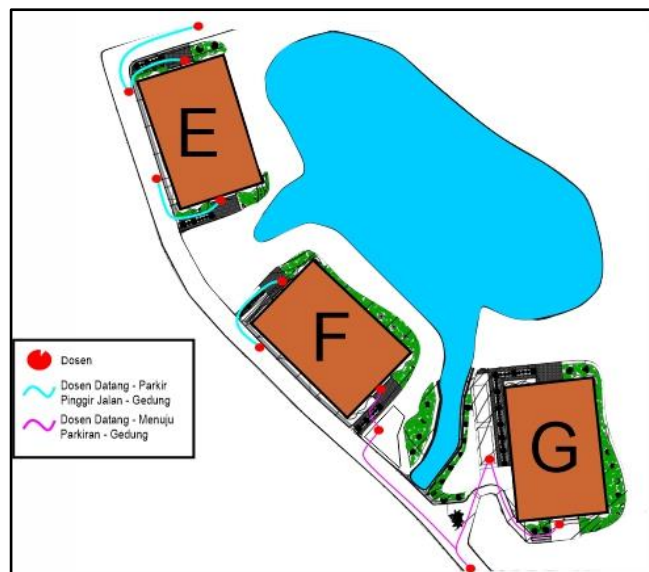 E
F
G
Dosen
Dosen Datang - Parkir
Pinggir Jalan - Gedung
Dosen Datang - Menuju
Parkiran - Gedung